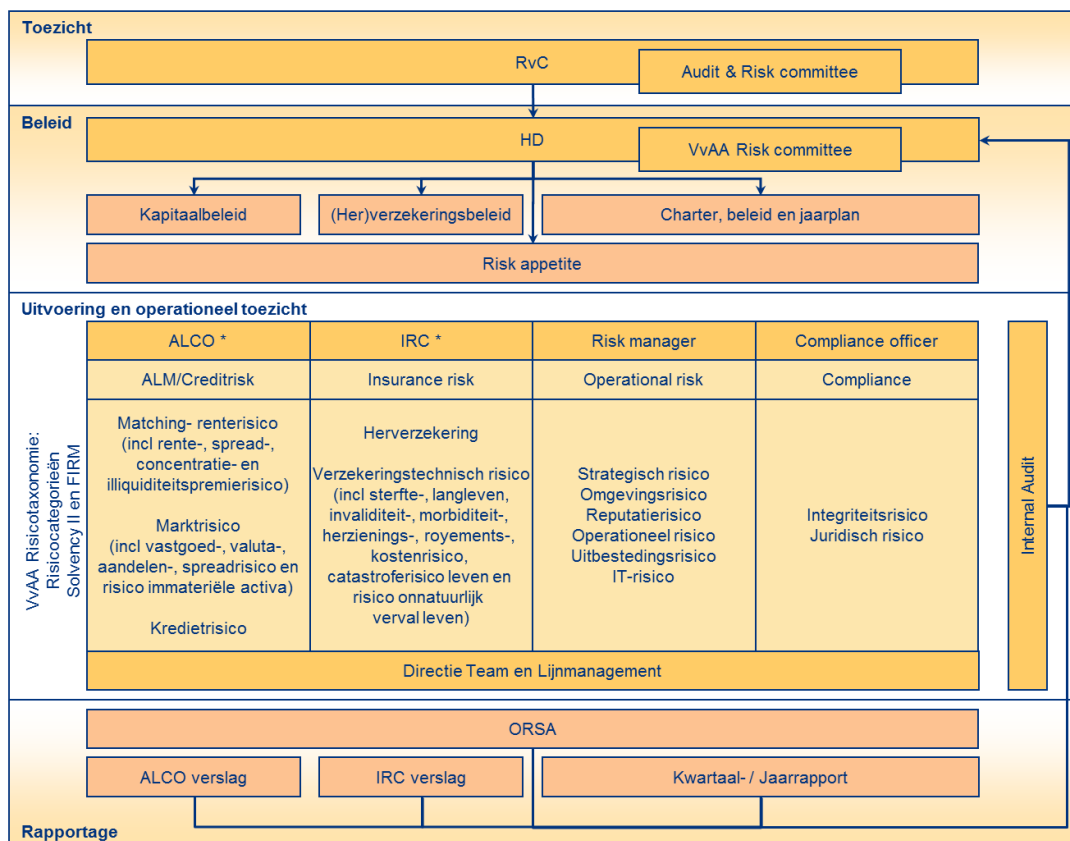 Toezicht
RvC
Audit & Risk committee
Beleid
HD
VvAA Risk committee
Kapitaalbeleid
(Her)verzekeringsbeleid
Charter, beleid en jaarplan
Risk appetite
Uitvoering en operationeel toezicht
VvAA Risicotaxonomie:
Risicocategorieën
Solvency II en FIRM
ALCO *
IRC *
Risk manager
Compliance officer
ALM/Creditrisk
Insurance risk
Operational risk
Compliance
Matching- renterisico
(incl rente-, spread-,
concentratie- en
illiquiditeitspremierisico)
Marktrisico
(incl vastgoed-, valuta-,
aandelen-, spreadrisico en
risico immateriële activa)
Kredietrisico
Herverzekering
Verzekeringstechnisch risico
(incl sterfte-, langleven,
invaliditeit-, morbiditeit-,
herzienings-, royements-,
kostenrisico,
catastroferisico leven en
risico onnatuurlijk
verval leven)
Strategisch risico
Omgevingsrisico
Reputatierisico
Operationeel risico
Uitbestedingsrisico
IT-risico
Integriteitsrisico
Juridisch risico
Internal Audit
Directie Team en Lijnmanagement
ORSA
ALCO verslag
IRC verslag
Kwartaal- / Jaarrapport
Rapportage